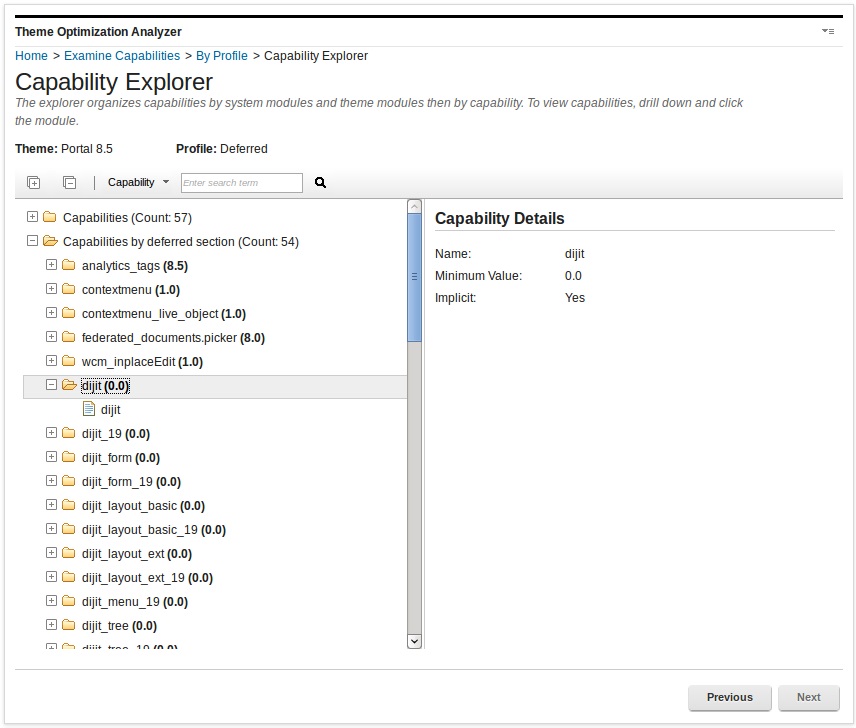 Theme Optimization Analyzer
Home > Examine Capabilities > By Profile > Capability Explorer
Capability Explorer
The explorer organizes capabilities by system modules and theme modules then by capability. To view capabilities, drill down and click
the module.
Theme: Portal 8.5 Profile: Deferred
Capability Enter search term
Capabilities (Count: 57)
Capabilities by deferred section (Count: 54)
analytics_tags (8.5)
contextmenu (1.0)
contextmenu_live_object (1.0)
federated_documents.picker (8.0)
wcm_inplaceEdit (1.0)
dijit (0.0)
dijit
dijit_19 (0.0)
dijit_form (0.0)
dijit_form_19 (0.0)
dijit_layout_basic (0.0)
dijit_layout_basic_19 (0.0)
dijit_layout_ext (0.0)
dijit_layout_ext_19 (0.0)
dijit_menu_19 (0.0)
dijit_tree (0.0)
dijit_tree_19 (0.0)
Capability Details
Name: dijit
Minimum Value: 0.0
Implicit: Yes
Previous Next